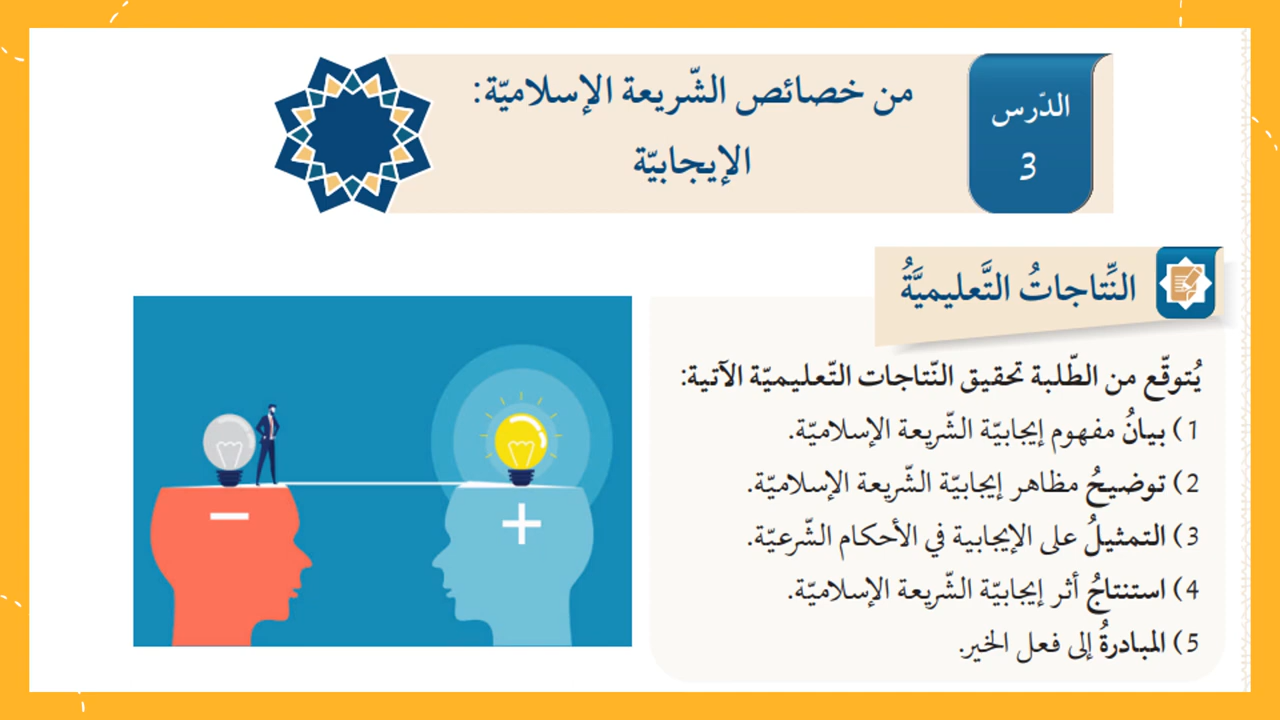 الدّرس
3
من خصائص الشّريعة الإسلاميّة:
الإيجابيّة
النِّتاجاتُ التَّعليميَّةُ
يُتوقّع من الطّلبة تحقيق النّتاجات التّعليميّة الآتية:
1) بيانُ مفهوم إيجابيّة الشّريعة الإسلاميّة.
2) توضيحُ مظاهر إيجابيّة الشّريعة الإسلاميّة.
3) التمثيلُ على الإيجابية في الأحكام الشّرعيّة.
4) استنتاجُ أثر إيجابيّة الشّريعة الإسلاميّة.
5) المبادرةُ إلى فعل الخير.